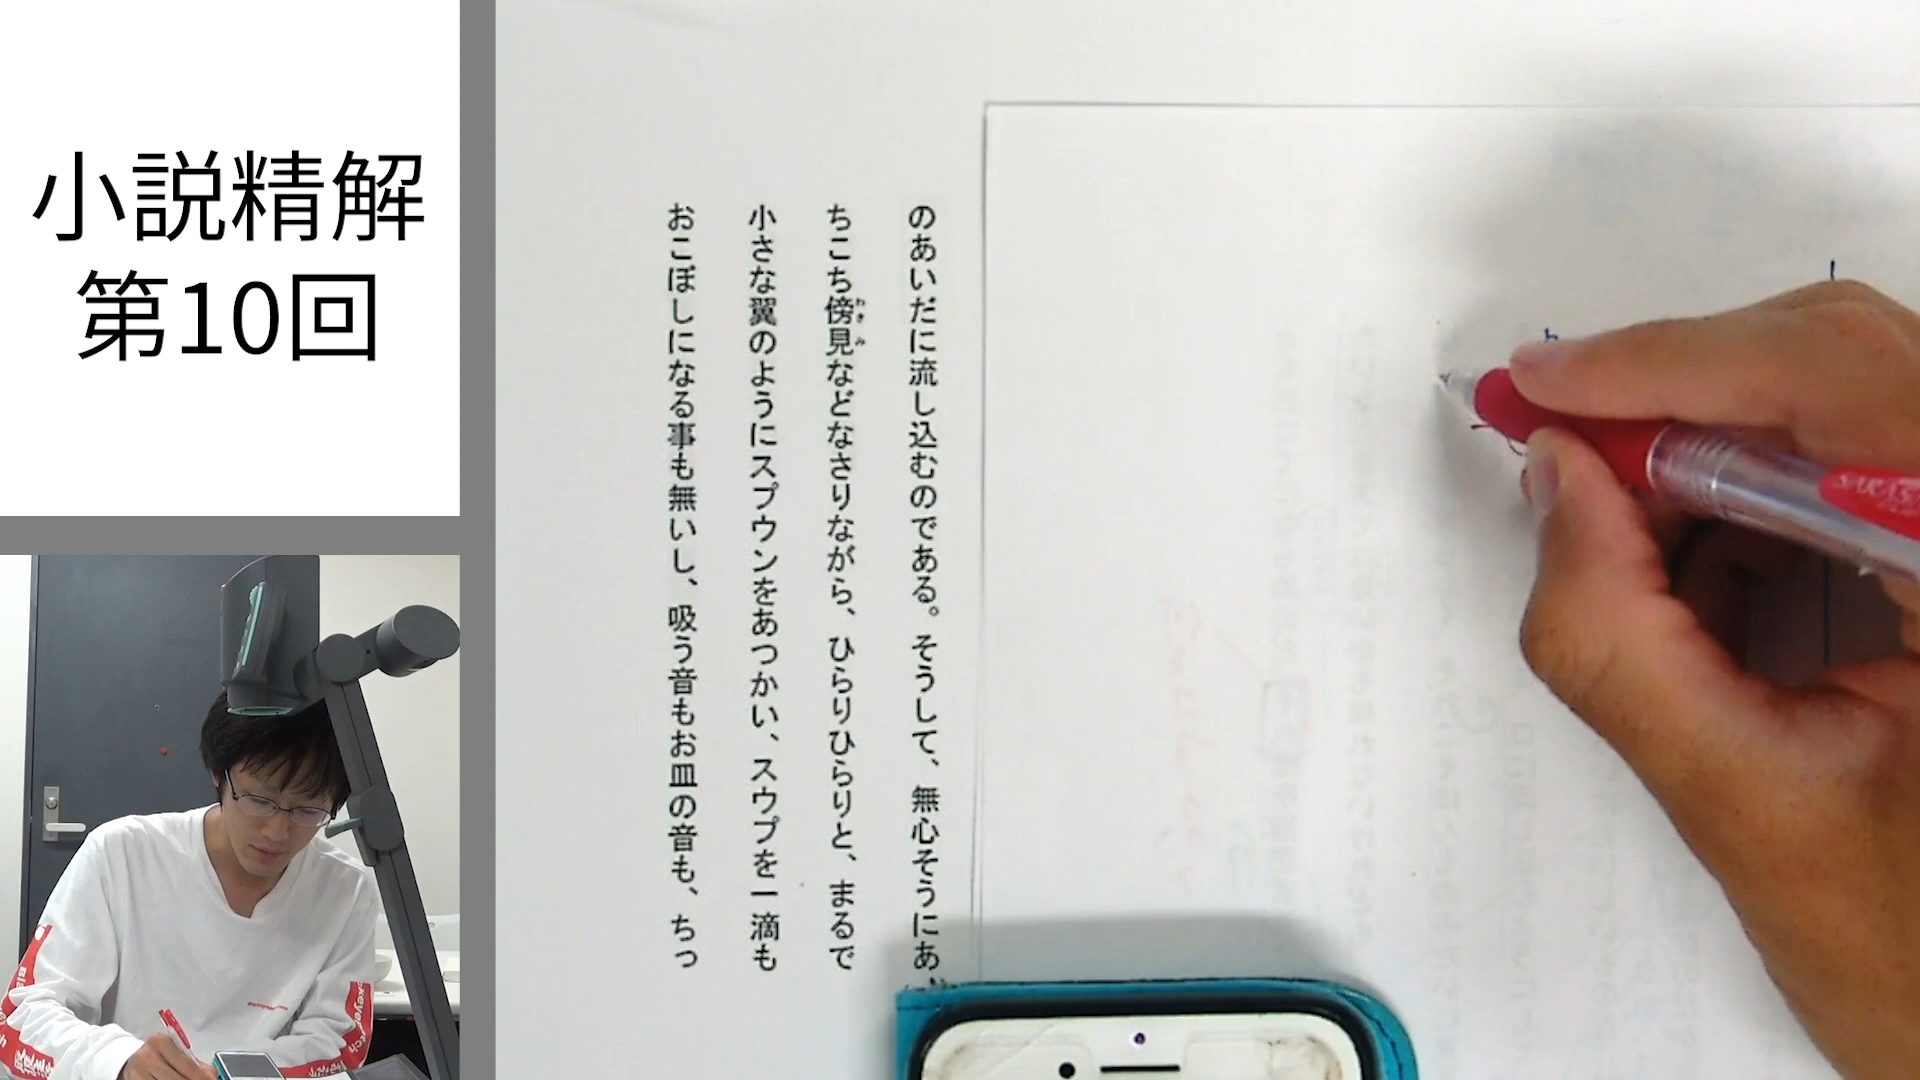 小説精解
第10回
のあいだに流し込むのである。そうして、無心そうにあ
ちこち傍見などなさりながら、ひらりひらりと、まるで
わきみ
小さな翼のようにスプウンをあつかい、スウプを一滴も
おこぼしになる事も無いし、吸う音もお皿の音も、ちっ